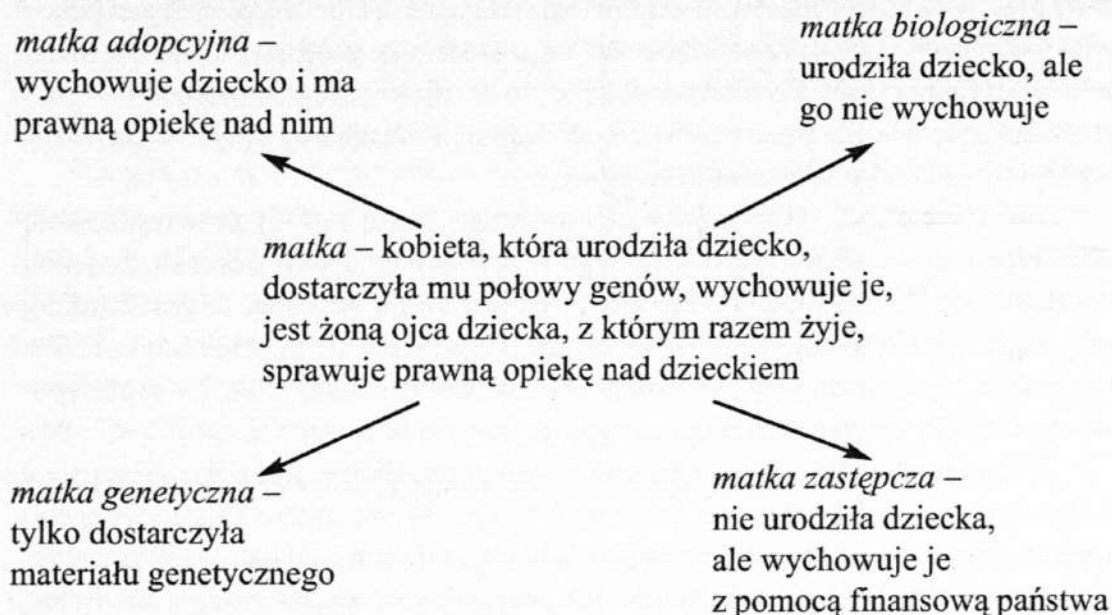 matka adopcyjna –
wychowuje dziecko i ma
prawną opiekę nad nim
matka biologiczna –
urodziła dziecko, ale
go nie wychowuje
matka – kobieta, która urodziła dziecko,
dostarczyła mu połowy genów, wychowuje je,
jest żoną ojca dziecka, z którym razem żyje,
sprawuje prawną opiekę nad dzieckiem
matka genetyczna –
tylko dostarczyła
materiału genetycznego
matka zastępcza –
nie urodziła dziecka,
ale wychowuje je
z pomocą finansową państwa